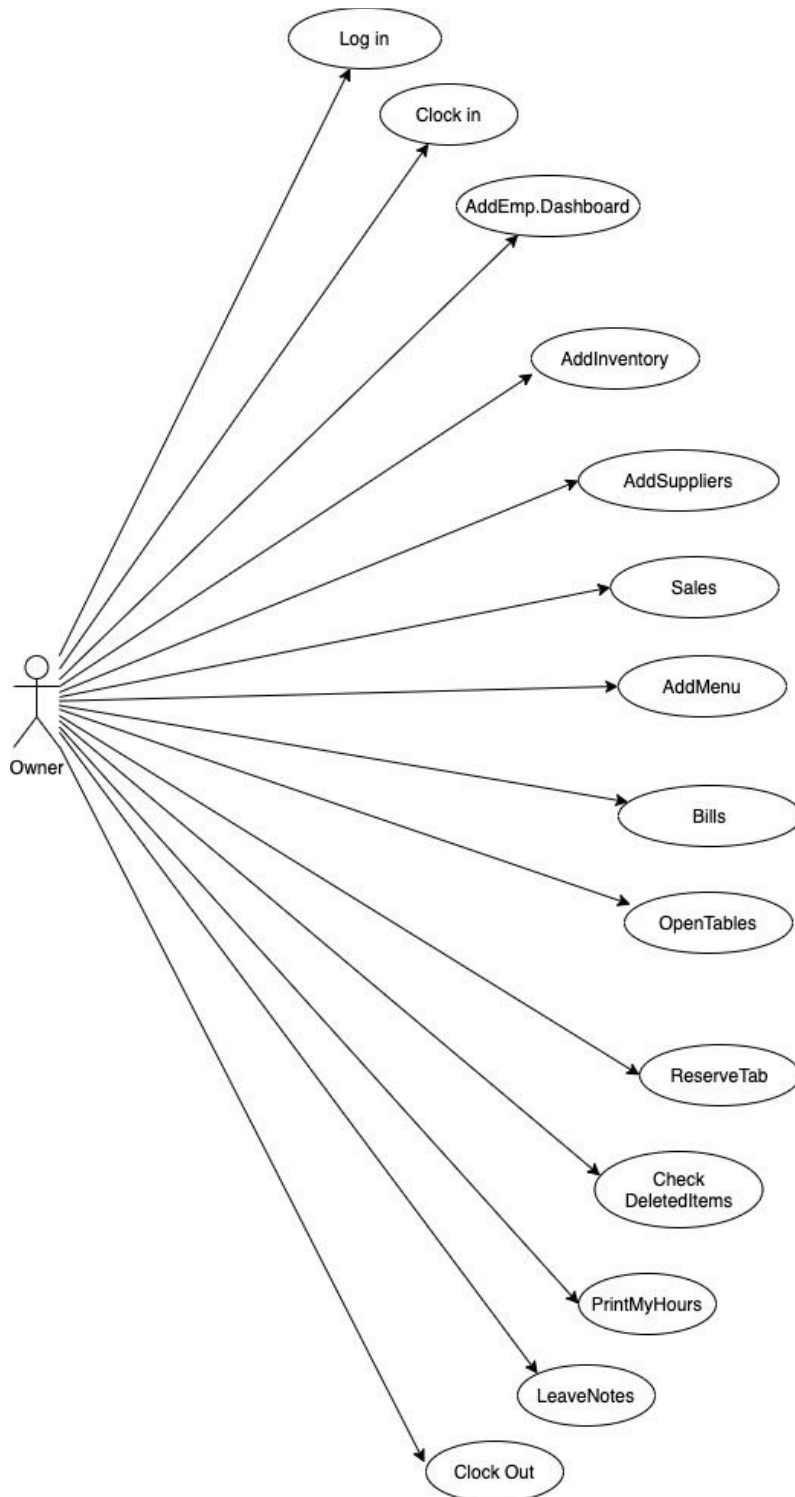 Log in
Clock in
AddEmp.Dashboard
AddInventory
AddSuppliers
Sales
AddMenu
Owner
Bills
OpenTables
ReserveTab
Check
DeletedItems
PrintMyHours
LeaveNotes
Clock Out